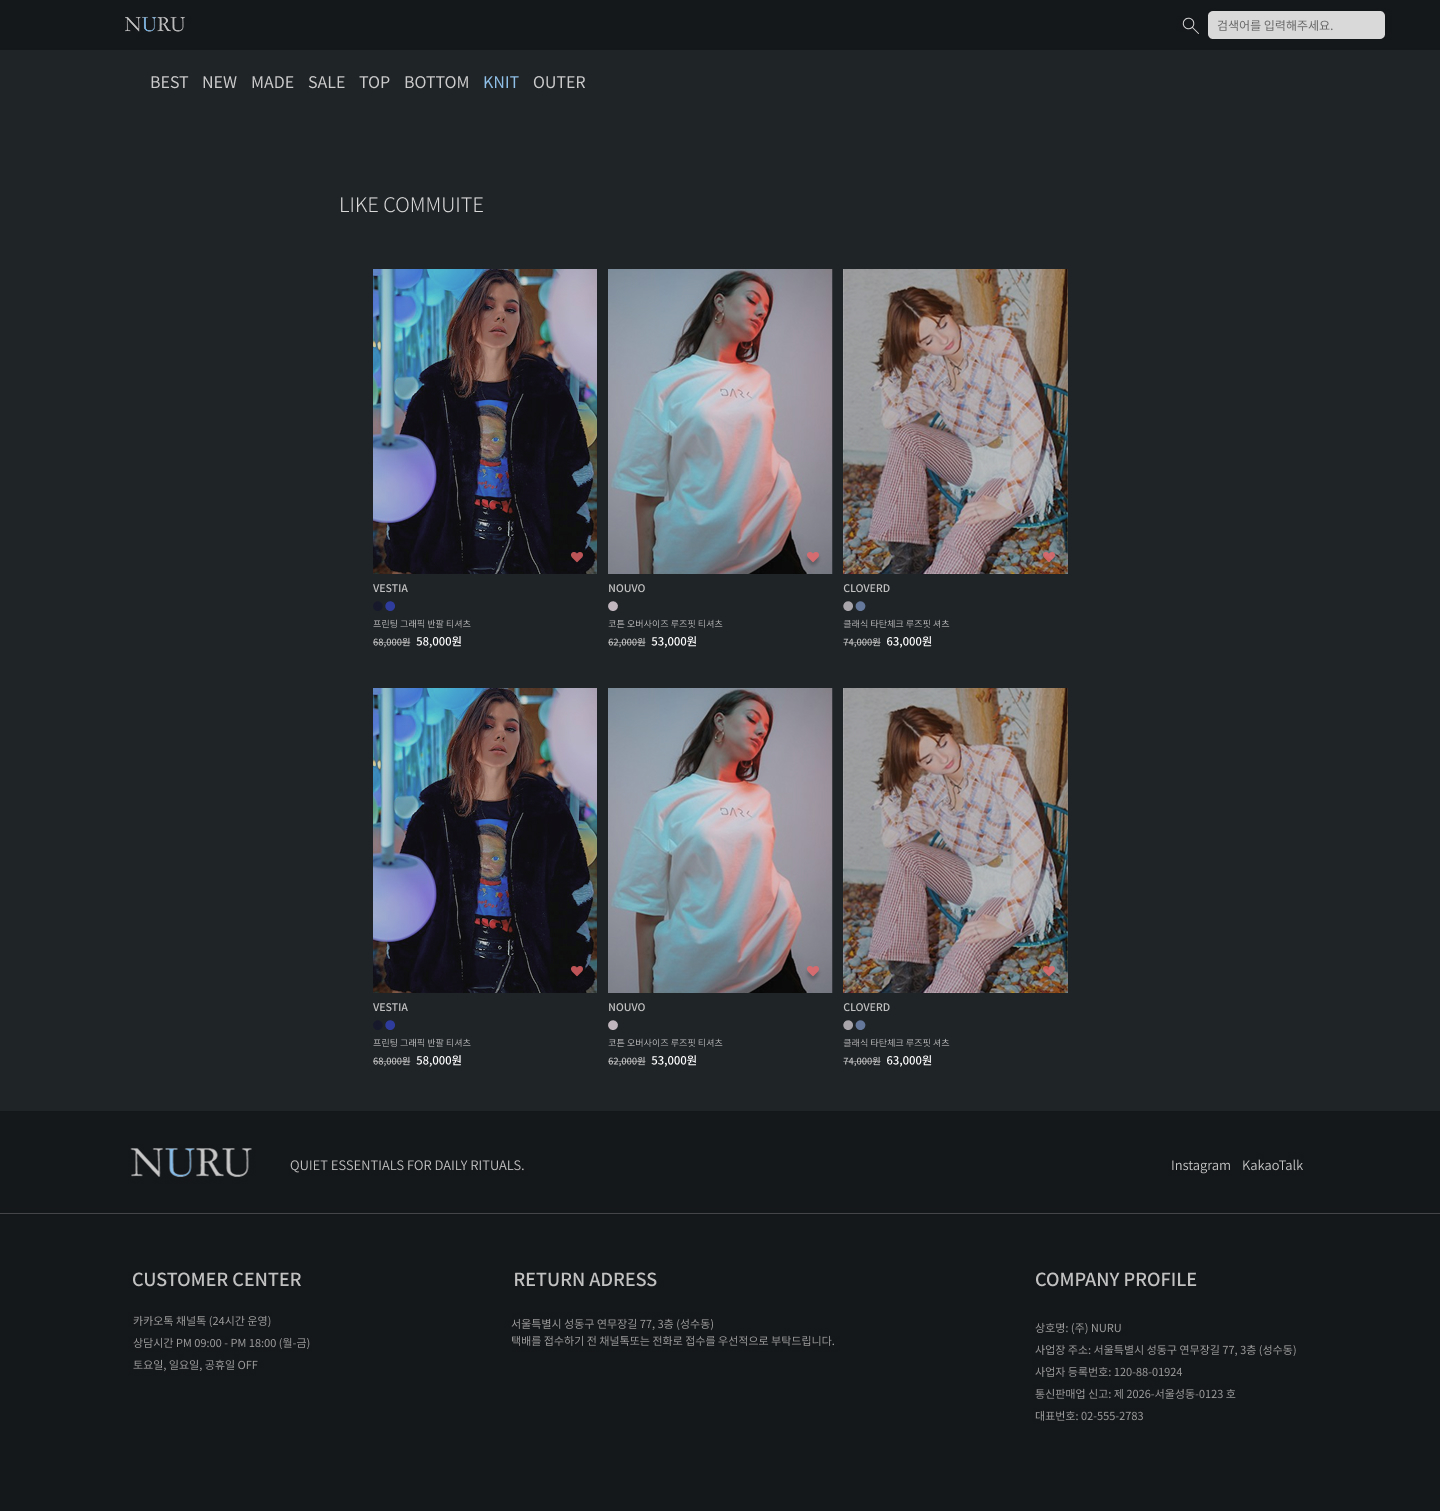 NURU
검색어를 입력해주세요.
BEST NEW MADE SALE TOP BOTTOM KNIT OUTER
LIKE COMMUITE
DARK
VESTIA
프린팅 그래픽 반팔 티셔츠
68,000원 58,000원
NOUVO
코튼 오버사이즈 루즈핏 티셔츠
62,000원 53,000원
CLOVERD
클래식 타탄체크 루즈핏 셔츠
74,000원 63,000원
DARK
VESTIA
프린팅 그래픽 반팔 티셔츠
68,000원 58,000원
NOUVO
코튼 오버사이즈 루즈핏 티셔츠
62,000원 53,000원
CLOVERD
클래식 타탄체크 루즈핏 셔츠
74,000원 63,000원
NURU
QUIET ESSENTIALS FOR DAILY RITUALS.
Instagram KakaoTalk
CUSTOMER CENTER
카카오톡 채널톡 (24시간 운영)
상담시간 PM 09:00 - PM 18:00 (월-금)
토요일, 일요일, 공휴일 OFF
RETURN ADRESS
서울특별시 성동구 연무장길 77, 3층 (성수동)
택배를 접수하기 전 채널톡또는 전화로 접수를 우선적으로 부탁드립니다.
COMPANY PROFILE
상호명: (주) NURU
사업장 주소: 서울특별시 성동구 연무장길 77, 3층 (성수동)
사업자 등록번호: 120-88-01924
통신판매업 신고: 제 2026-서울성동-0123 호
대표번호: 02-555-2783